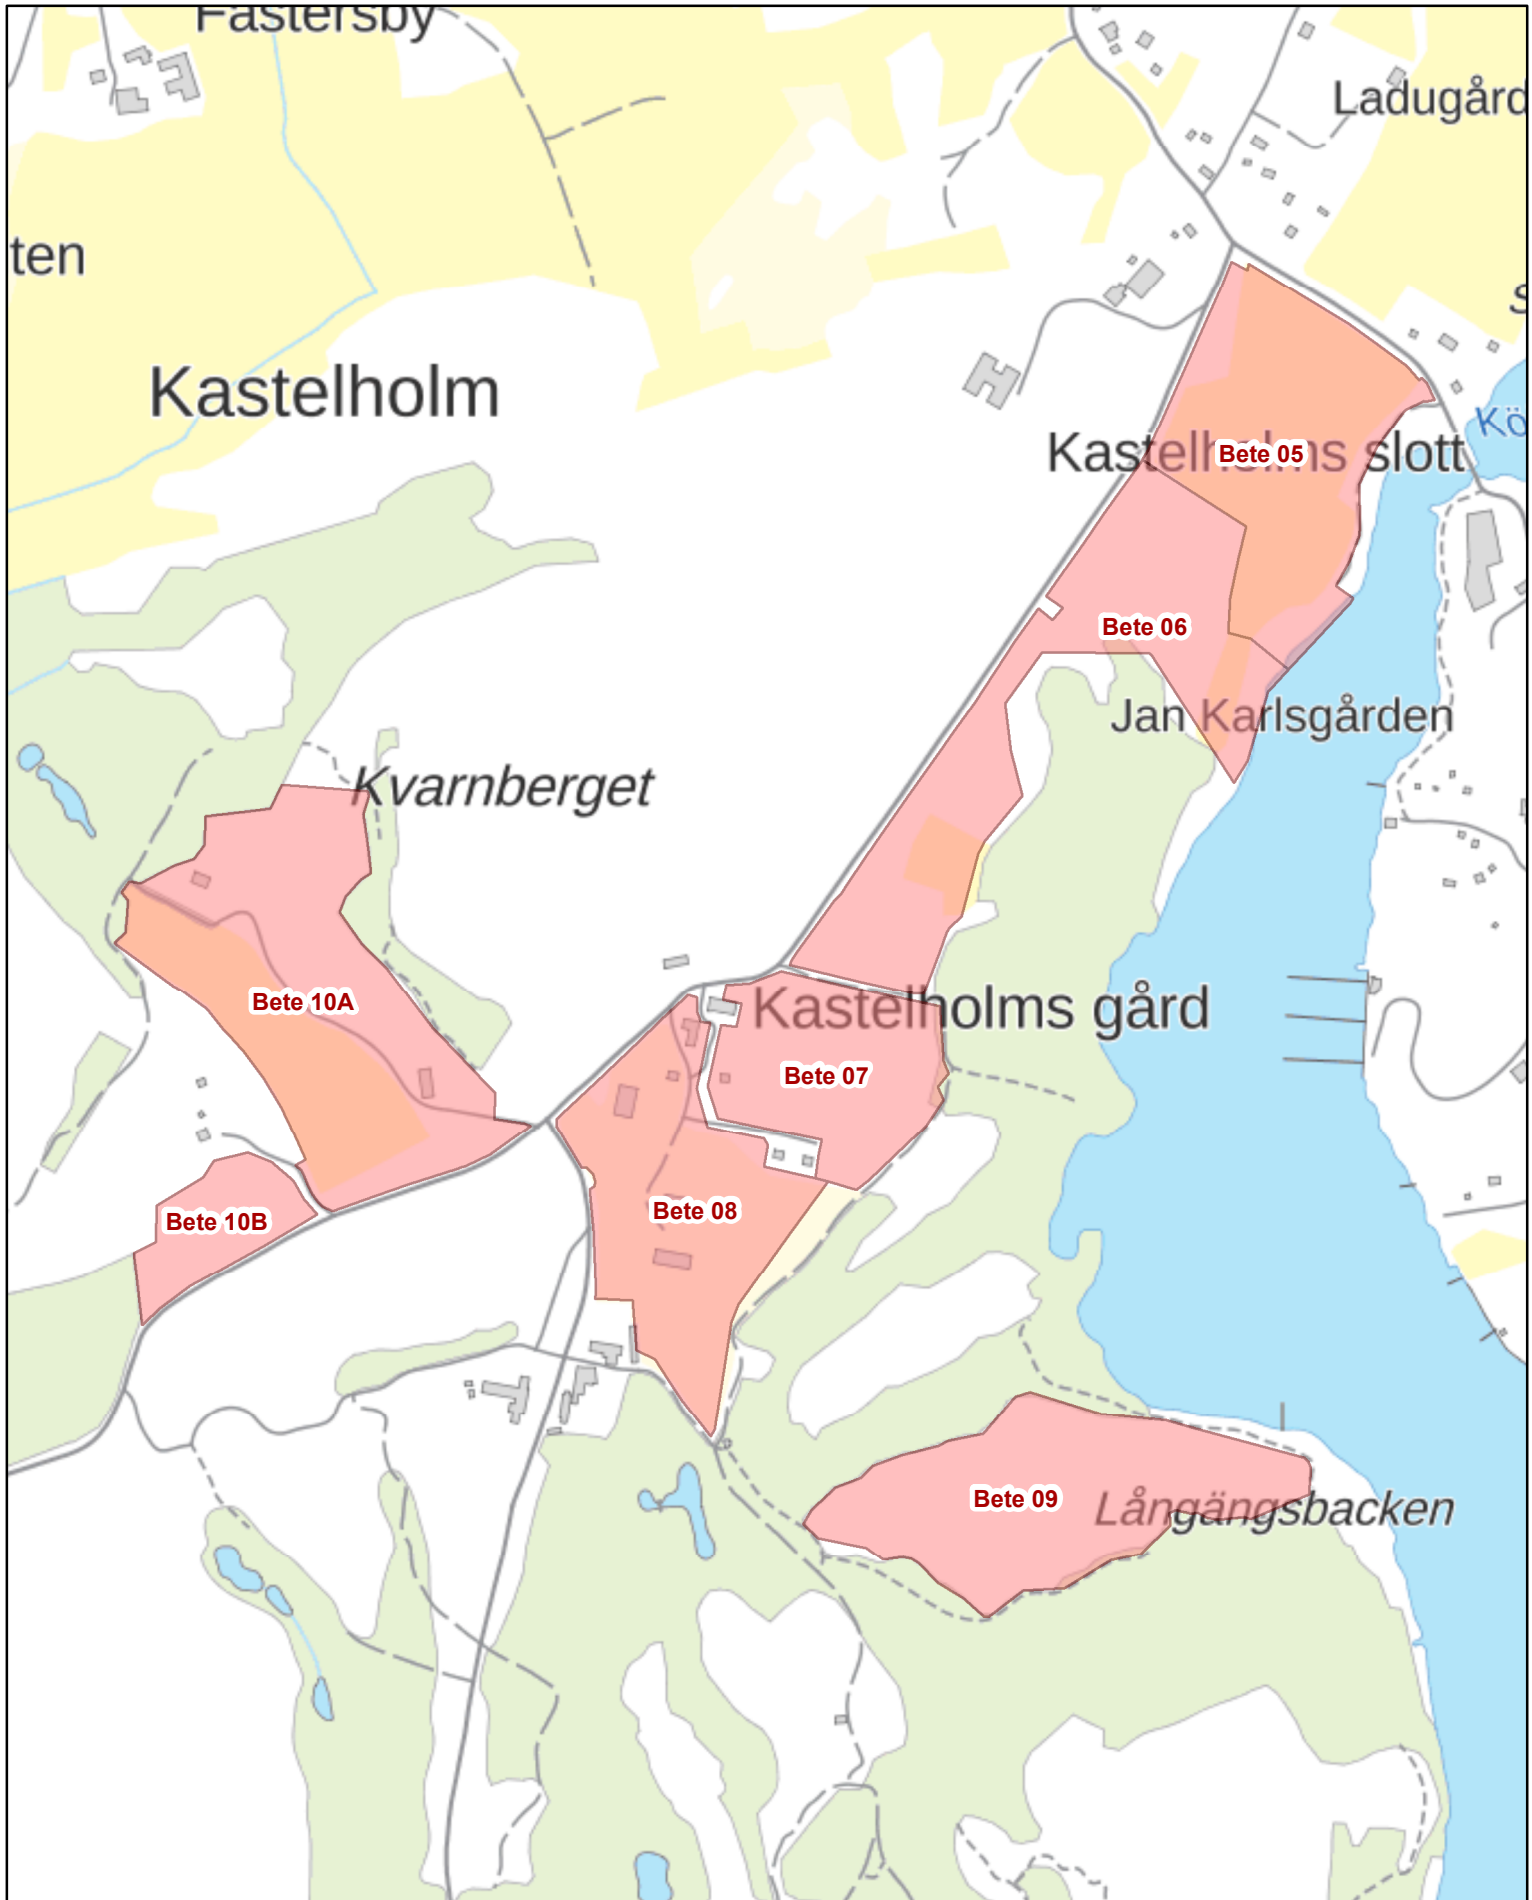 Fastersby
Ladugård
ten
S
Kastelholm
Kö
Kastelholms slott
Bete 05
Bete 06
Jan Karlsgården
Kvarnberget
Bete 10A
Kastelholms gård
Bete 07
Bete 08
Bete 10B
Bete 09
Långängsbacken